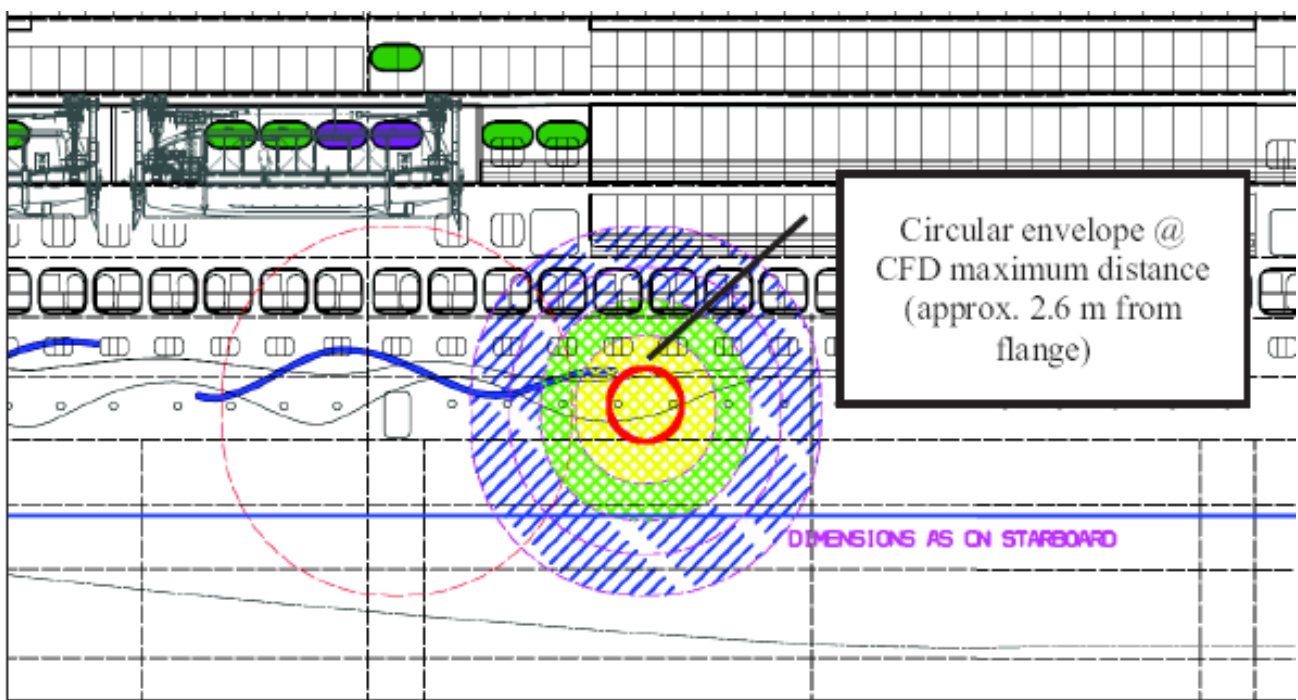 Circular envelope @
CFD maximum distance
(approx. 2.6 m from
flange)
DIMENSIONS AS ON STARBOARD